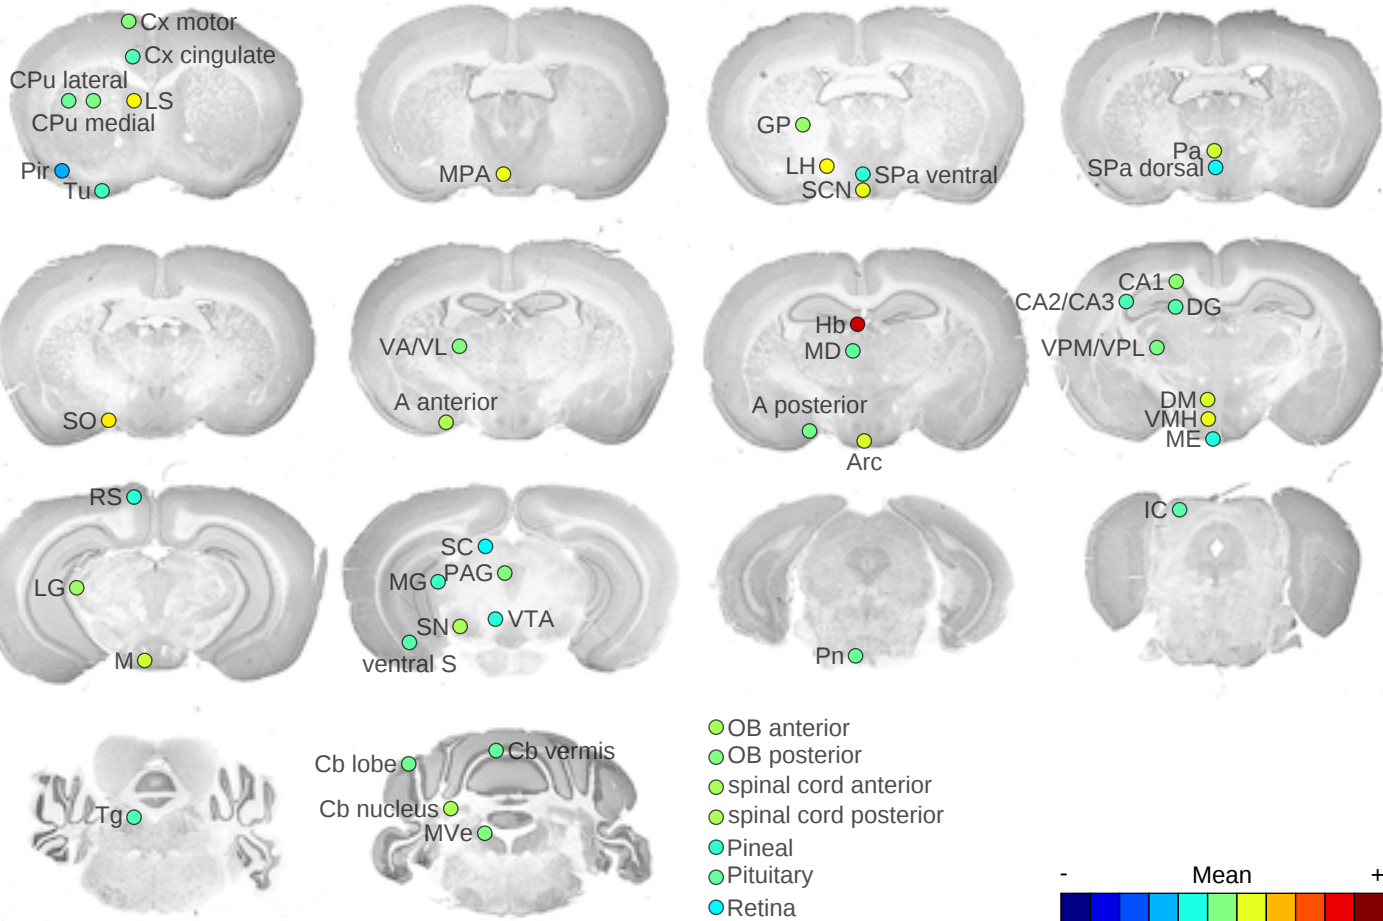 Cx motor
Cx cingulate
CPu lateral
LS
CPu medial
Pir
Tu
MPA
GP
LH
SPa ventral
SCN
Pa
SPa dorsal
SO
VA/VL
A anterior
Hb
MD
A posterior
Arc
CA1
CA2/CA3
DG
VPM/VPL
DM
VMH
ME
RS
LG
M
SC
MG
PAG
SN
VTA
ventral S
Pn
IC
Tg
Cb lobe
Cb vermis
Cb nucleus
MVe
OB anterior
OB posterior
spinal cord anterior
spinal cord posterior
Pineal
Pituitary
Retina
- Mean +